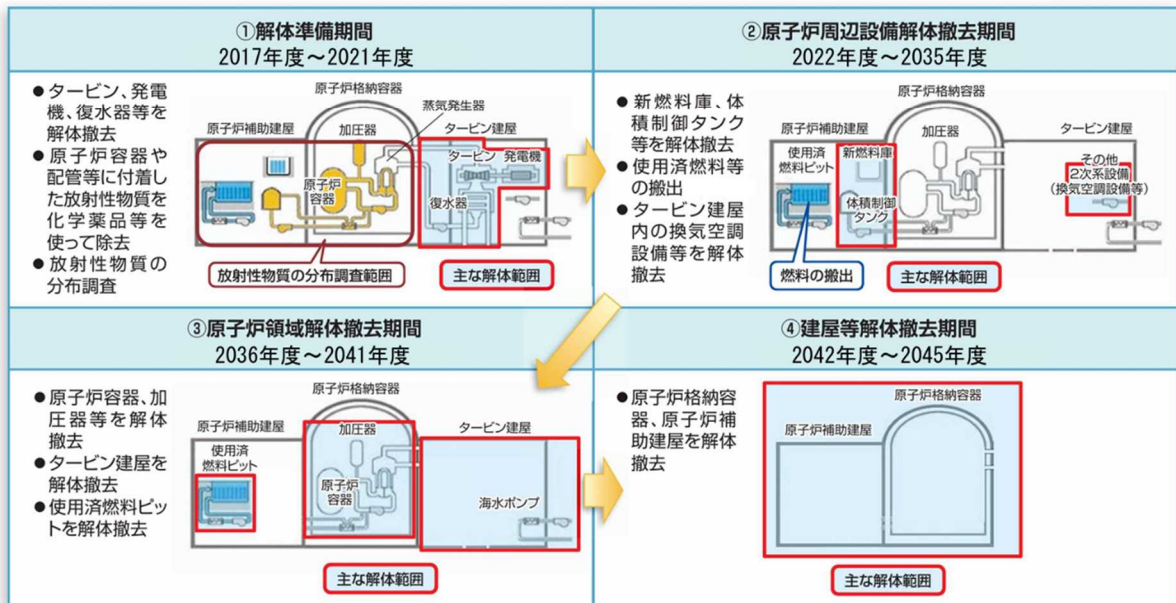 ①解体準備期間
2017年度～2021年度
●タービン、発電
機、復水器等を
解体撤去
●原子炉容器や
配管等に付着し
た放射性物質を
化学薬品等を
使って除去
●放射性物質の
分布調査
原子炉格納容器
蒸気発生器
原子炉補助建屋
加圧器
タービン建屋
タービン
発電機
原子炉
容器
復水器
放射性物質の分布調査範囲
主な解体範囲
②原子炉周辺設備解体撤去期間
2022年度～2035年度
●新燃料庫、体
積制御タンク
等を解体撤去
●使用済燃料等
の搬出
●タービン建屋
内の換気空調
設備等を解体
撤去
原子炉格納容器
原子炉補助建屋
加圧器
タービン建屋
使用済
燃料ピット
新燃料庫
その他
2次系設備
(換気空調設備等)
体積制御
タンク
燃料の搬出
主な解体範囲
③原子炉領域解体撤去期間
2036年度～2041年度
●原子炉容器、加
圧器等を解体
撤去
●タービン建屋を
解体撤去
●使用済燃料ピッ
トを解体撤去
原子炉格納容器
原子炉補助建屋
加圧器
タービン建屋
使用済
燃料ピット
原子炉
容器
海水ポンプ
主な解体範囲
④建屋等解体撤去期間
2042年度～2045年度
●原子炉格納容
器、原子炉補
助建屋を解体
撤去
原子炉格納容器
原子炉補助建屋
主な解体範囲